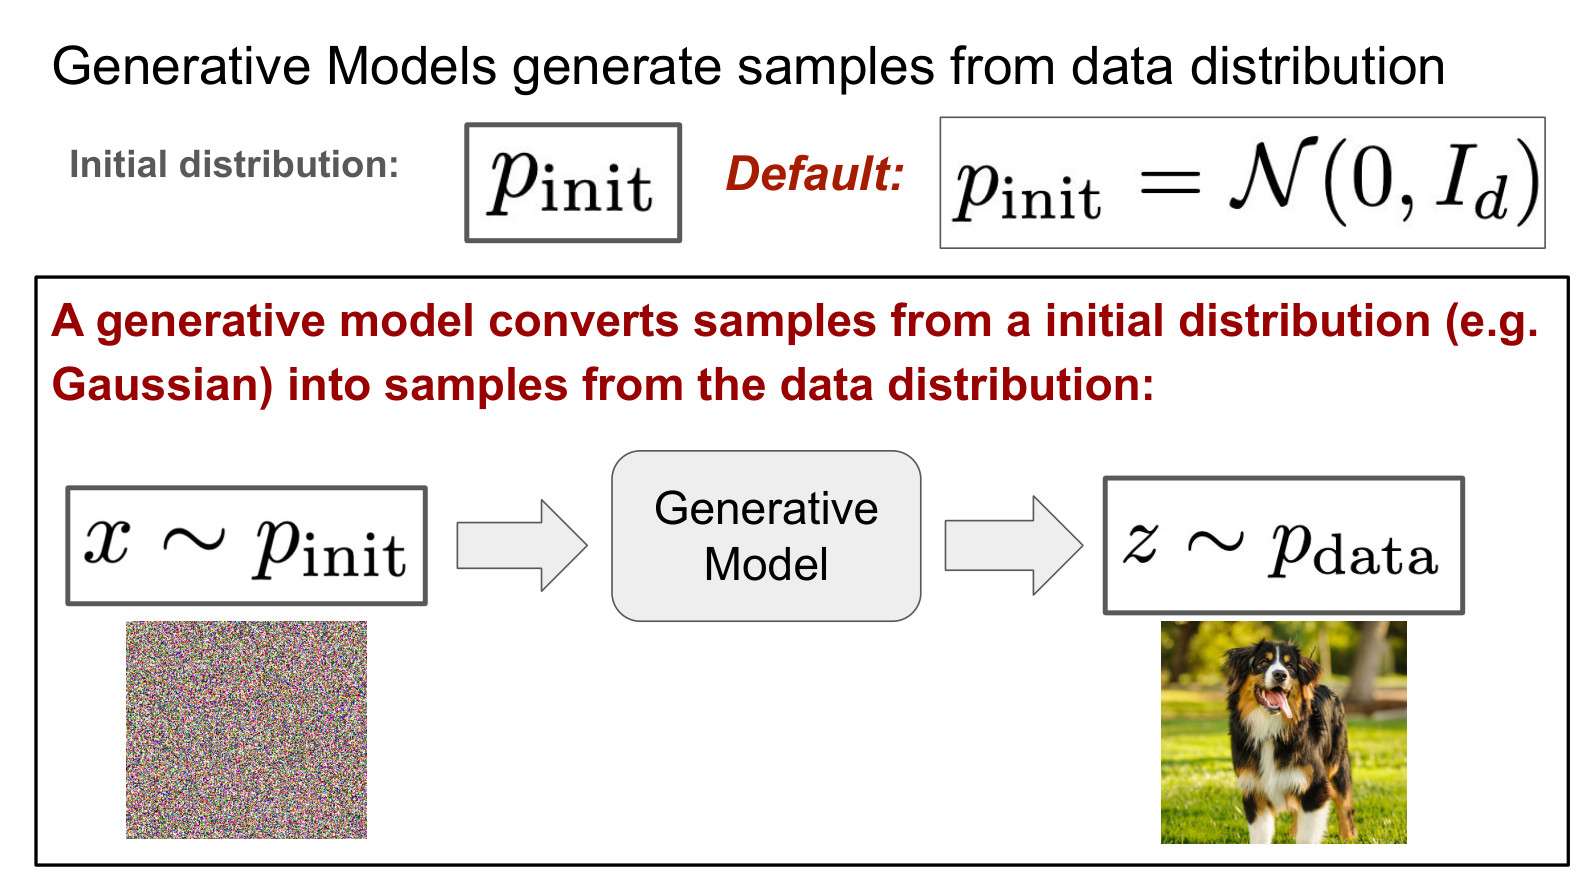 Generative Models generate samples from data distribution
Initial distribution: p_init Default: p_init = 𝒩(0, I_d)
A generative model converts samples from a initial distribution (e.g.
Gaussian) into samples from the data distribution:
x ∼ p_init
Generative
Model
z ∼ p_data